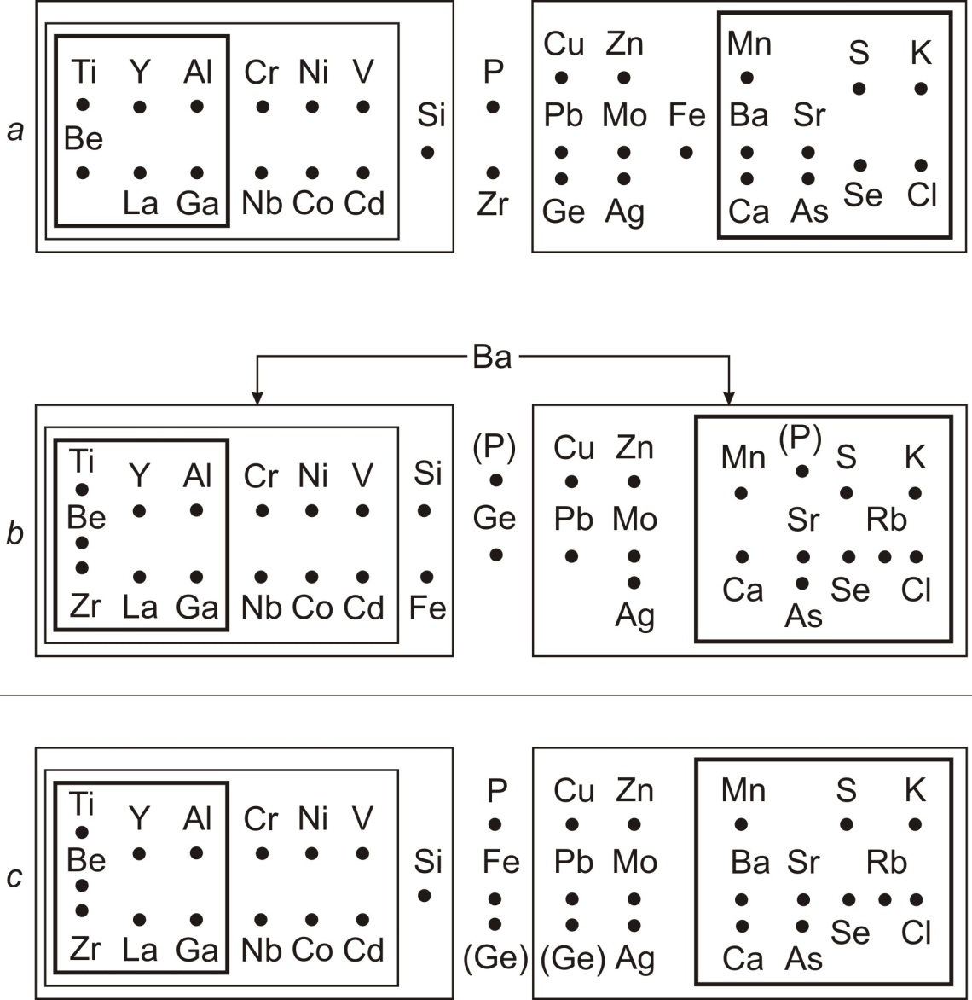 Cu Zn Mn S K
Ti Y Al Cr Ni V P
a Be Si Pb Mo Fe Ba Sr
La Ga Nb Co Cd Zr Ge Ag Ca As Se Cl
Ba
Ti Y Al Cr Ni V Si (P) Cu Zn Mn (P) S K
b Be Ge Pb Mo Sr Rb
Zr La Ga Nb Co Cd Fe Ag Ca As Se Cl
Ti Y Al Cr Ni V P Cu Zn Mn S K
c Be Si Fe Pb Mo Ba Sr Rb
Zr La Ga Nb Co Cd (Ge) (Ge) Ag Ca As Se Cl